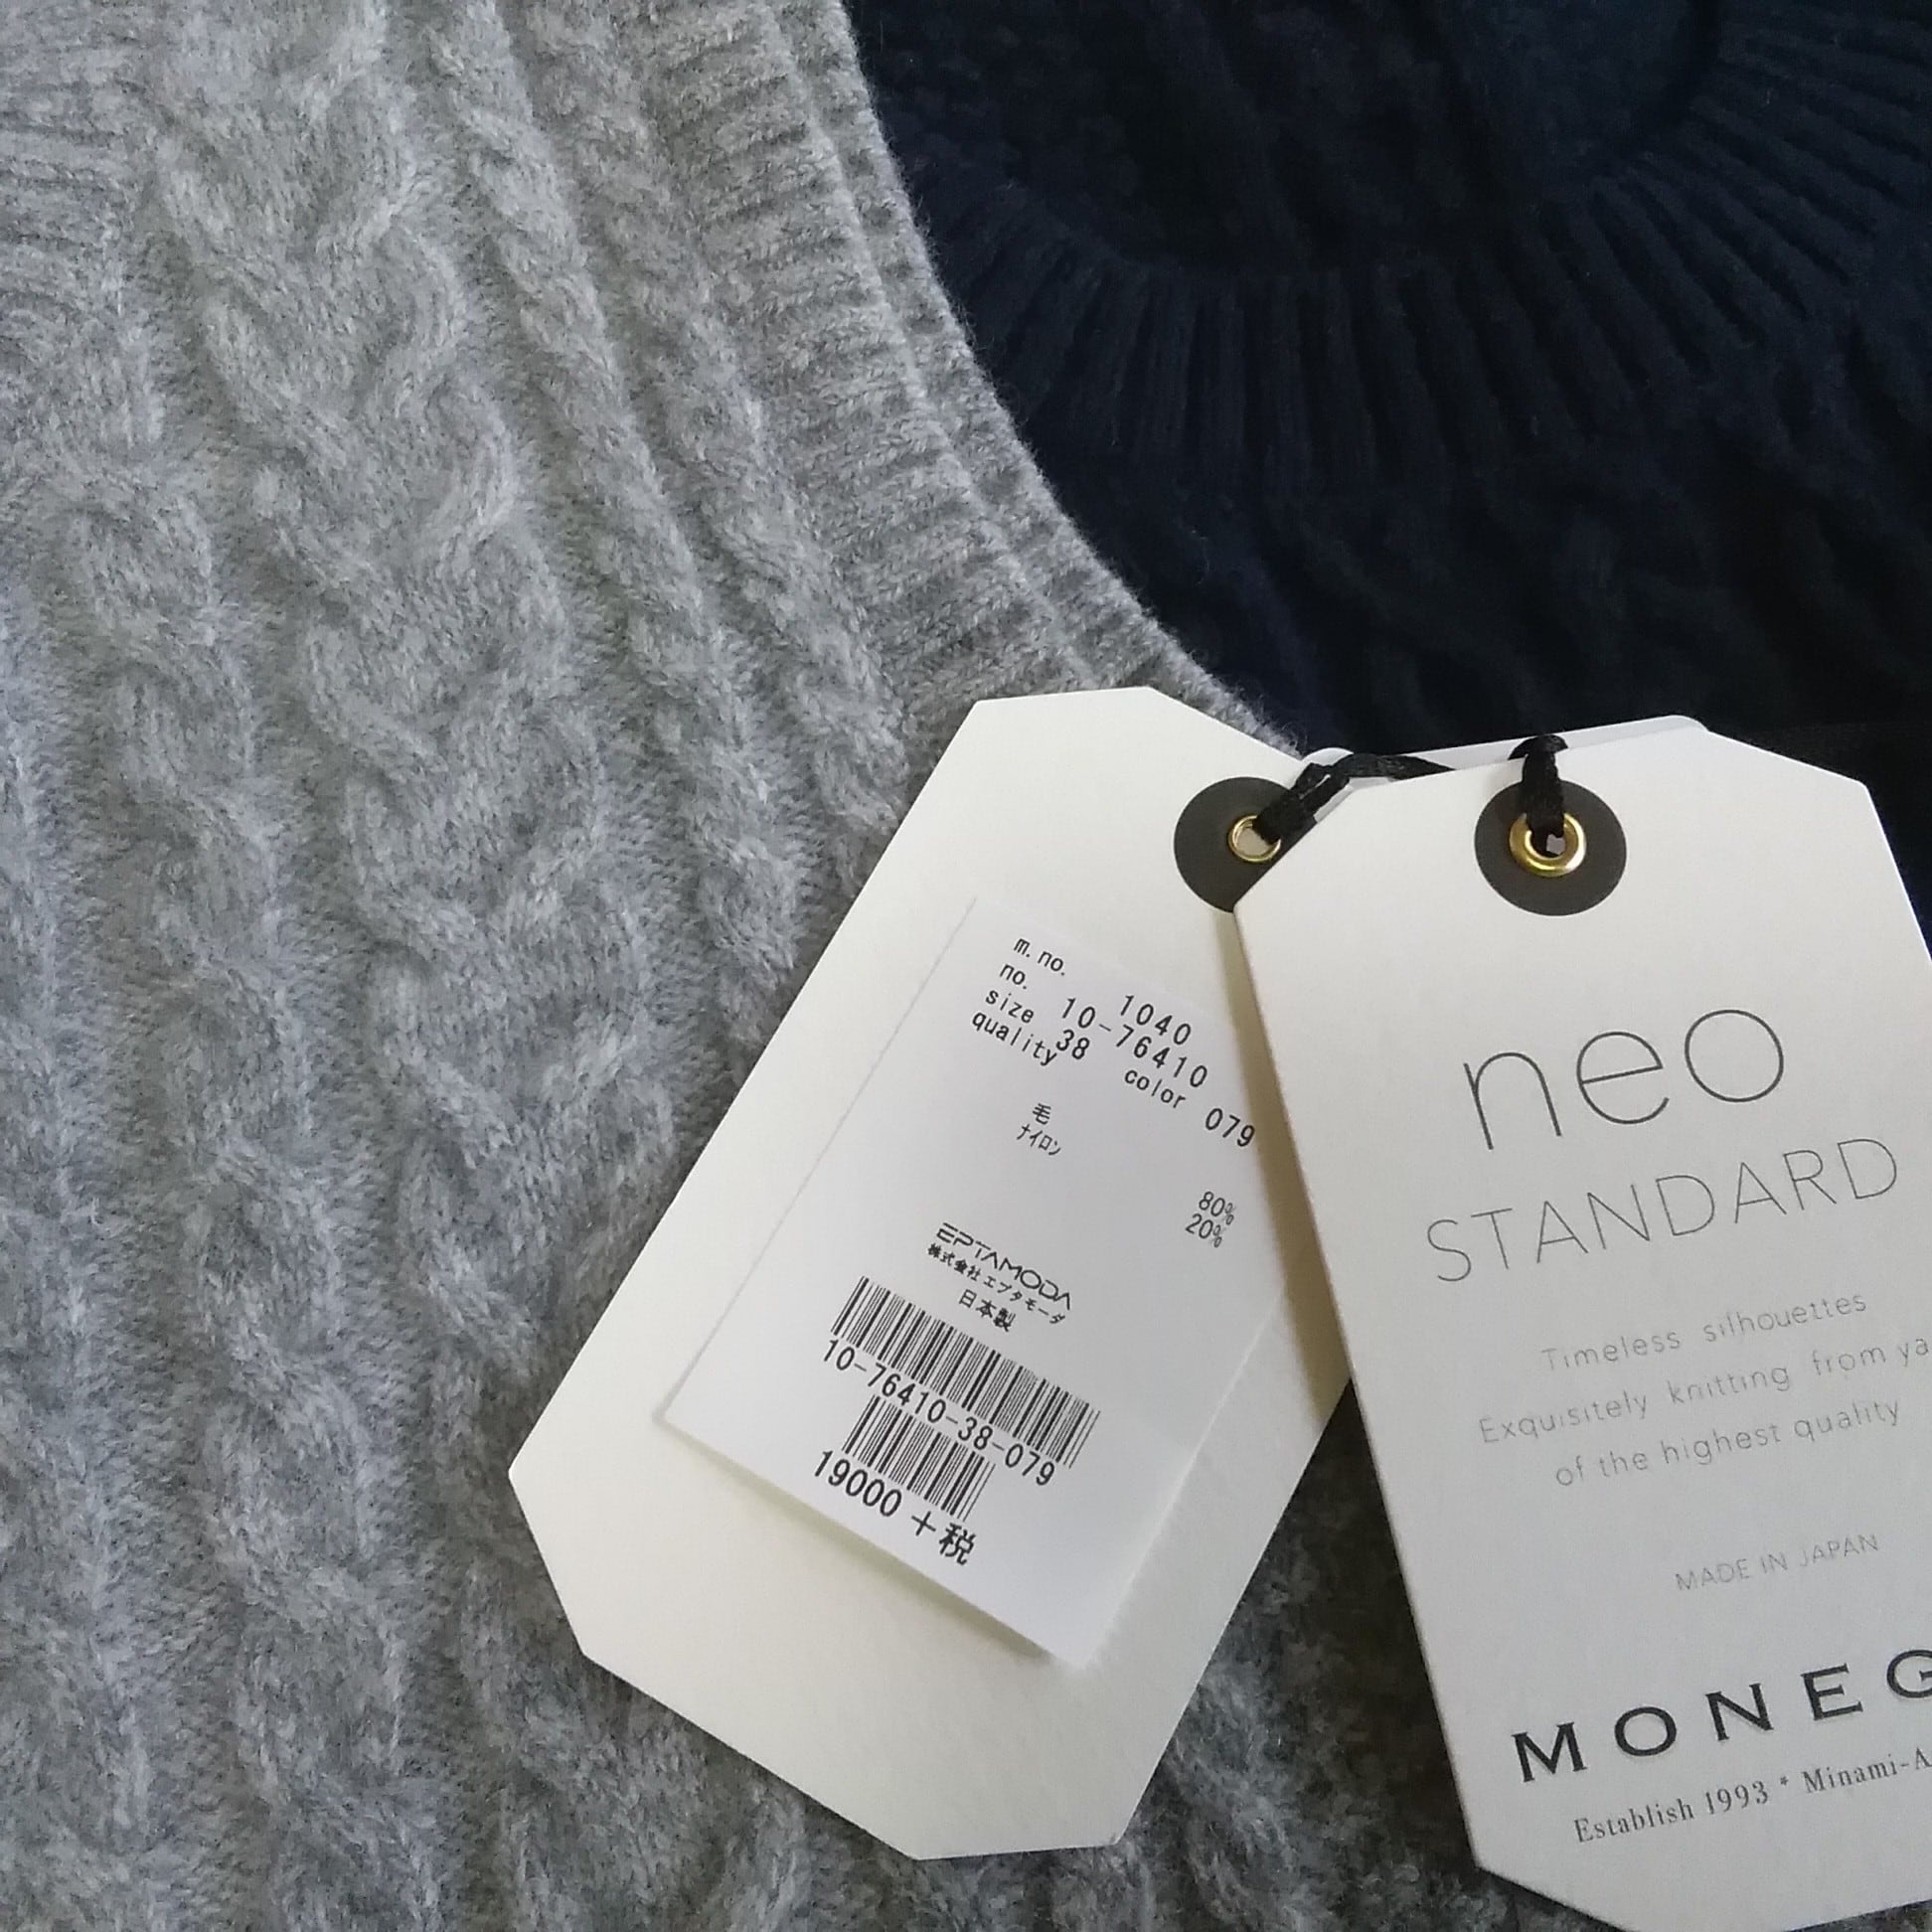 m. no. 1040
no. 10-76410
size 38 color 079
quality
毛 80%
ナイロン 20%
EPTAMODA
株式会社エプタモーダ
日本製
10-76410-38-079
19000 + 税
neo
STANDARD
Timeless silhouettes
Exquisitely knitting from
of the highest quality
MADE IN JAPAN
MONEG
Establish 1993 * Minami-A